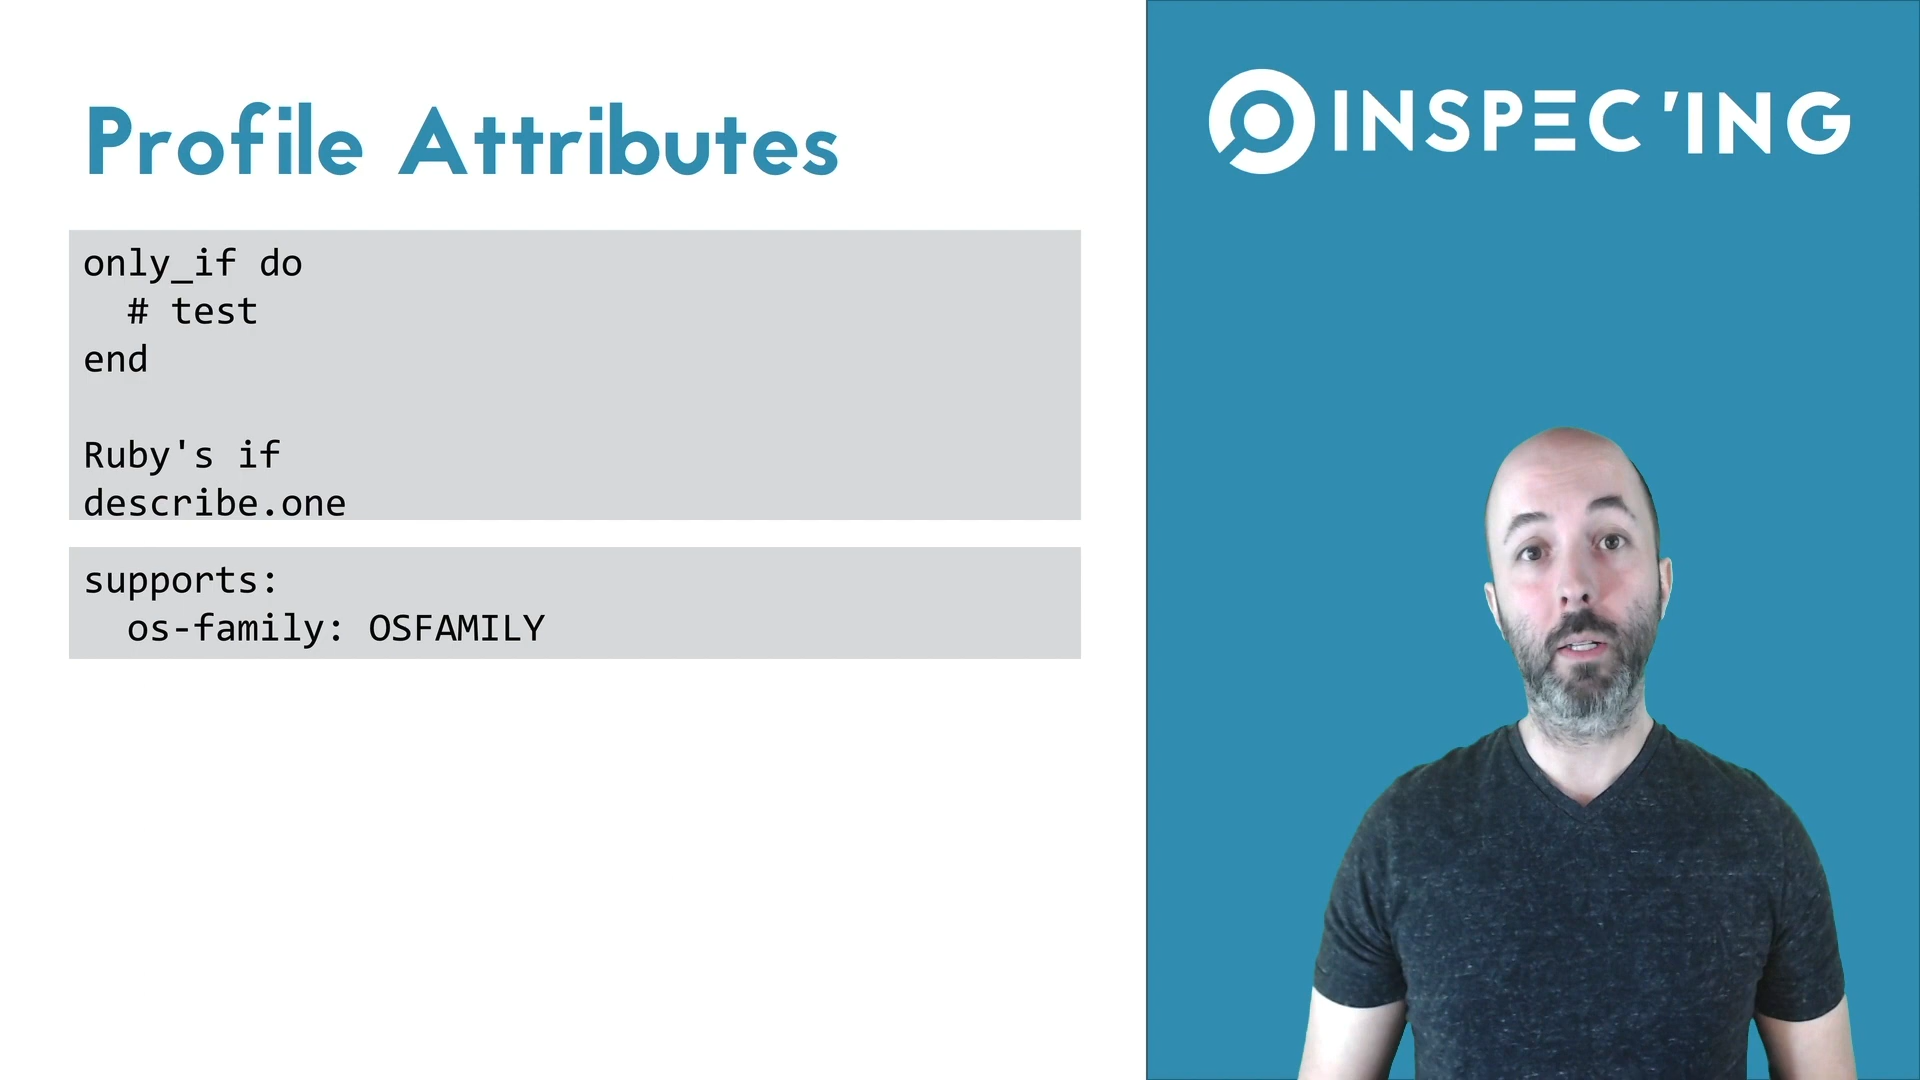 Profile Attributes
only_if do
  # test
end
Ruby's if
describe.one
supports:
  os-family: OSFAMILY
INSPEC'ING